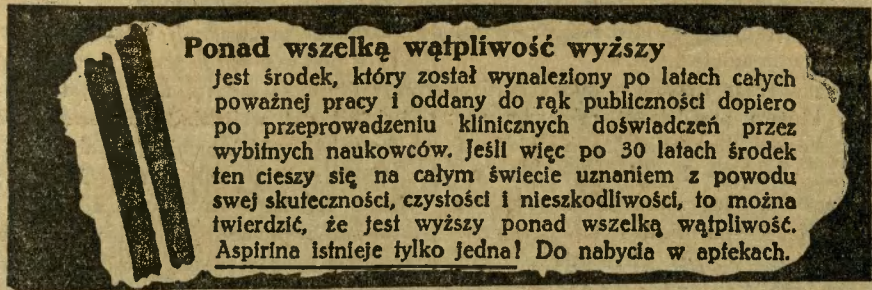 Ponad wszelką wątpliwość wyższy
jest środek, który został wynaleziony po latach całych
poważnej pracy i oddany do rąk publiczności dopiero
po przeprowadzeniu klinicznych doświadczeń przez
wybitnych naukowców. Jeśli więc po 30 latach środek
ten cieszy się na całym świecie uznaniem z powodu
swej skuteczności, czystości i nieszkodliwości, to można
twierdzić, że jest wyższy ponad wszelką wątpliwość.
Aspirina istnieje tylko jedna! Do nabycia w aptekach.